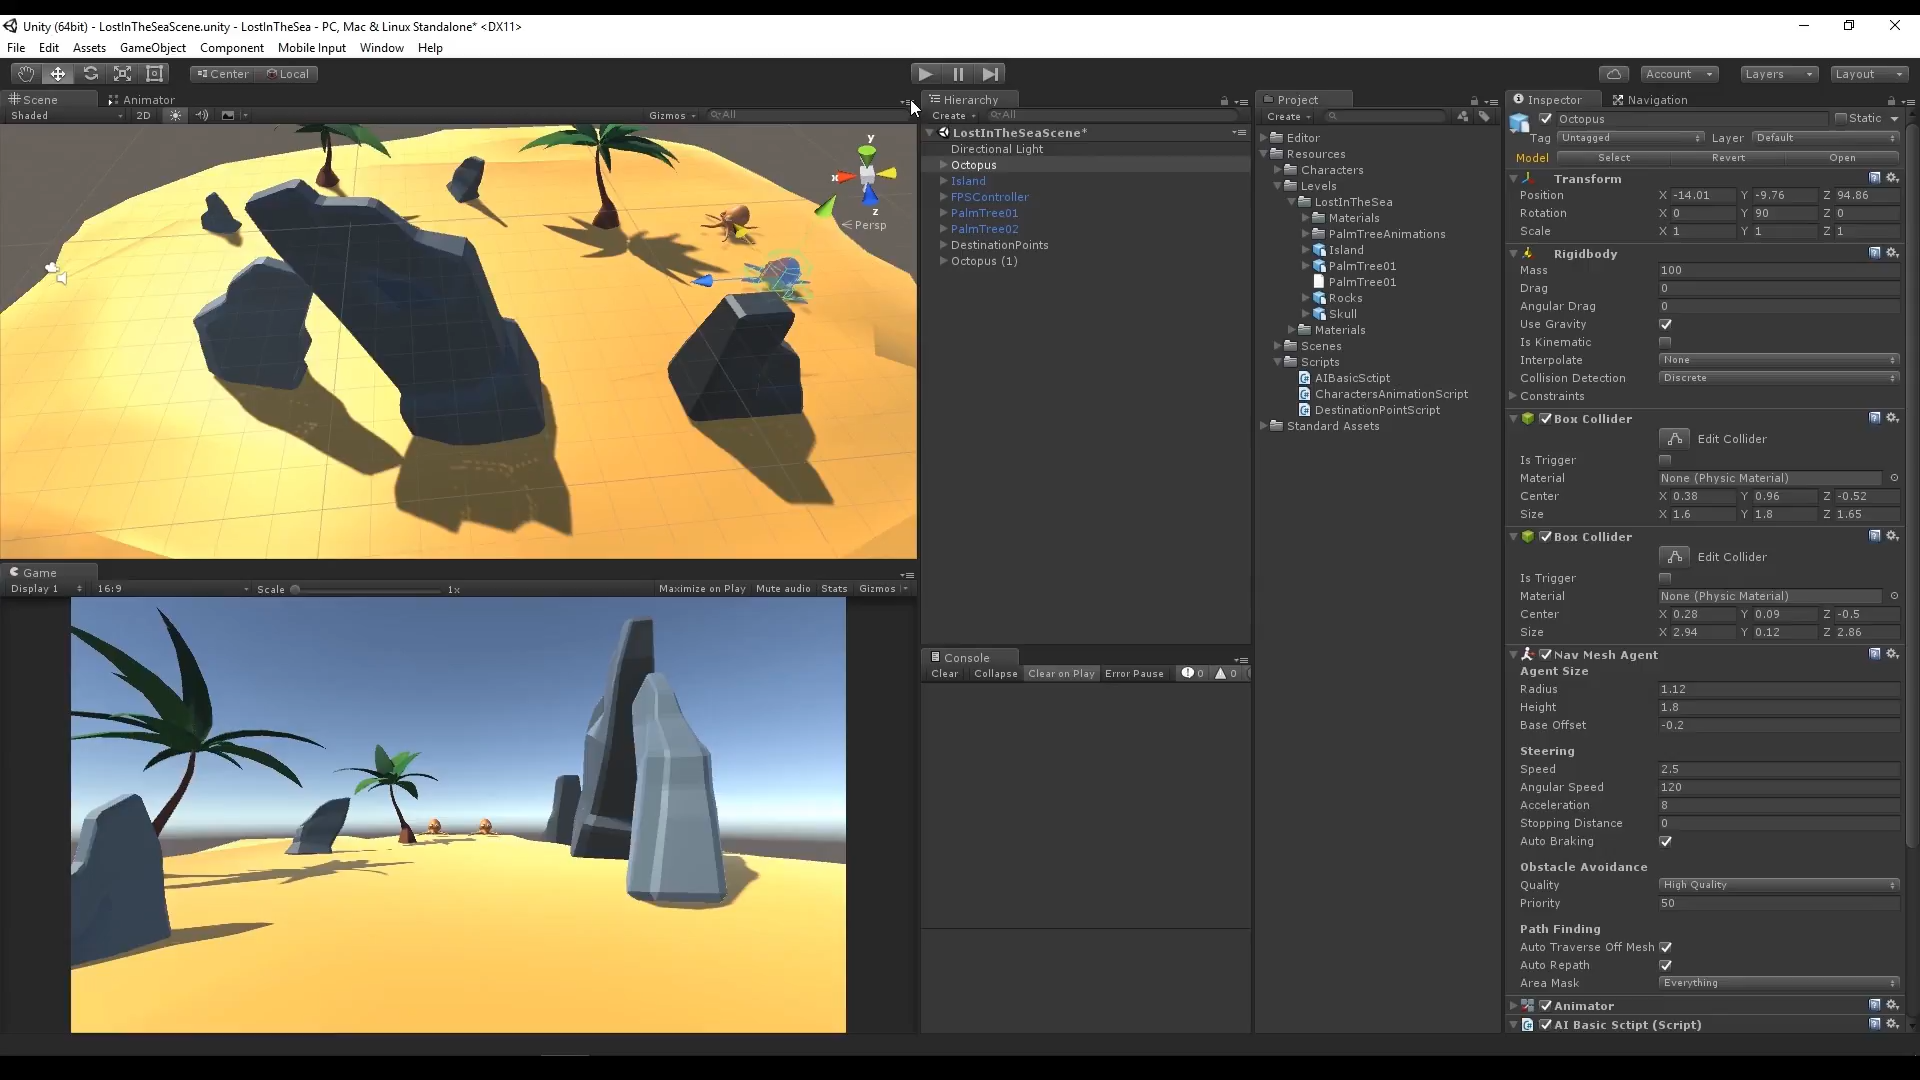 Unity (64bit) - LostInTheSeaScene.unity - LostInTheSea - PC, Mac & Linux Standalone* <DX11>
File Edit Assets GameObject Component Mobile Input Window Help
Center Local
Account Layers Layout
Scene Animator
Shaded 2D Gizmos All
y
x
z
Persp
Game
Display 1 16:9 Scale 1x Maximize on Play Mute audio Stats Gizmos
Hierarchy
Create All
LostInTheSeaScene*
Directional Light
Octopus
Island
FPSController
PalmTree01
PalmTree02
DestinationPoints
Octopus (1)
Console
Clear Collapse Clear on Play Error Pause 0 0
Project
Create
Editor
Resources
Characters
Levels
LostInTheSea
Materials
PalmTreeAnimations
Island
PalmTree01
PalmTree01
Rocks
Skull
Materials
Scenes
Scripts
AIBasicSctipt
CharactersAnimationScript
DestinationPointScript
Standard Assets
Inspector Navigation
Octopus Static
Tag Untagged Layer Default
Model Select Revert Open
Transform
Position X -14.01 Y -9.76 Z 94.86
Rotation X 0 Y 90 Z 0
Scale X 1 Y 1 Z 1
Rigidbody
Mass 100
Drag 0
Angular Drag 0
Use Gravity
Is Kinematic
Interpolate None
Collision Detection Discrete
Constraints
Box Collider
Edit Collider
Is Trigger
Material None (Physic Material)
Center X 0.38 Y 0.96 Z -0.52
Size X 1.6 Y 1.8 Z 1.65
Box Collider
Edit Collider
Is Trigger
Material None (Physic Material)
Center X 0.28 Y 0.09 Z -0.5
Size X 2.94 Y 0.12 Z 2.86
Nav Mesh Agent
Agent Size
Radius 1.12
Height 1.8
Base Offset -0.2
Steering
Speed 2.5
Angular Speed 120
Acceleration 8
Stopping Distance 0
Auto Braking
Obstacle Avoidance
Quality High Quality
Priority 50
Path Finding
Auto Traverse Off Mesh
Auto Repath
Area Mask Everything
Animator
AI Basic Sctipt (Script)